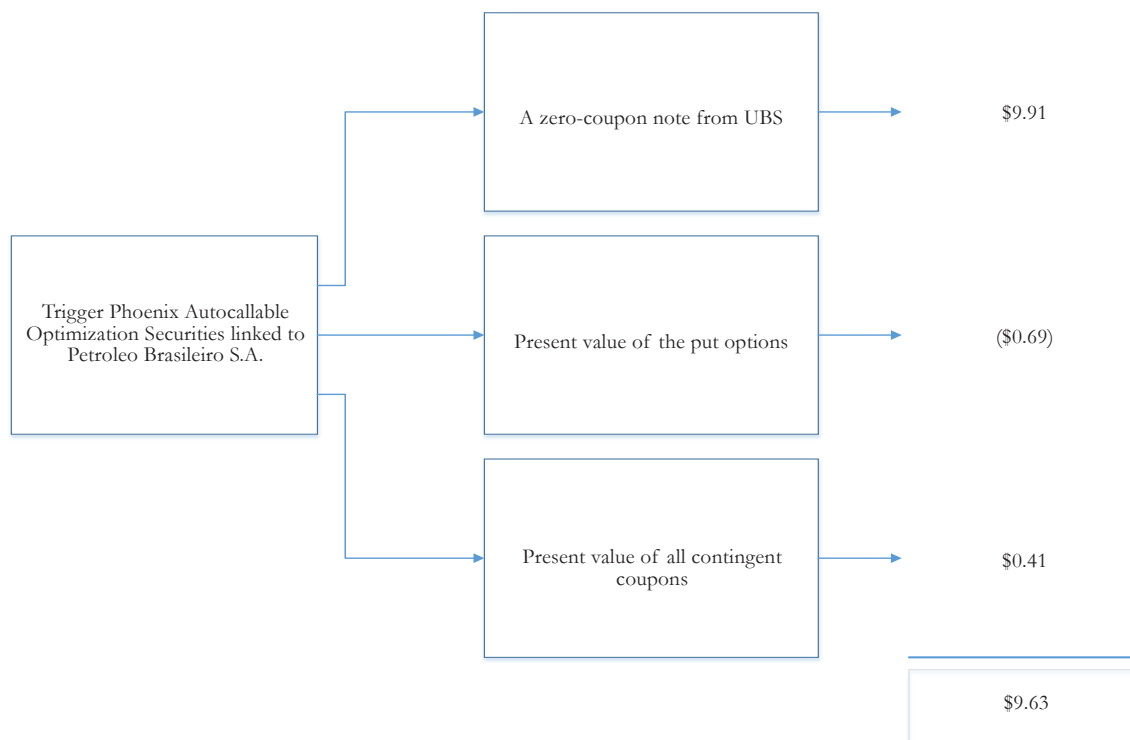 A zero-coupon note from UBS
$9.91
Trigger Phoenix Autocallable
Optimization Securities linked to
Petroleo Brasileiro S.A.
Present value of the put options
($0.69)
Present value of all contingent
coupons
$0.41
$9.63